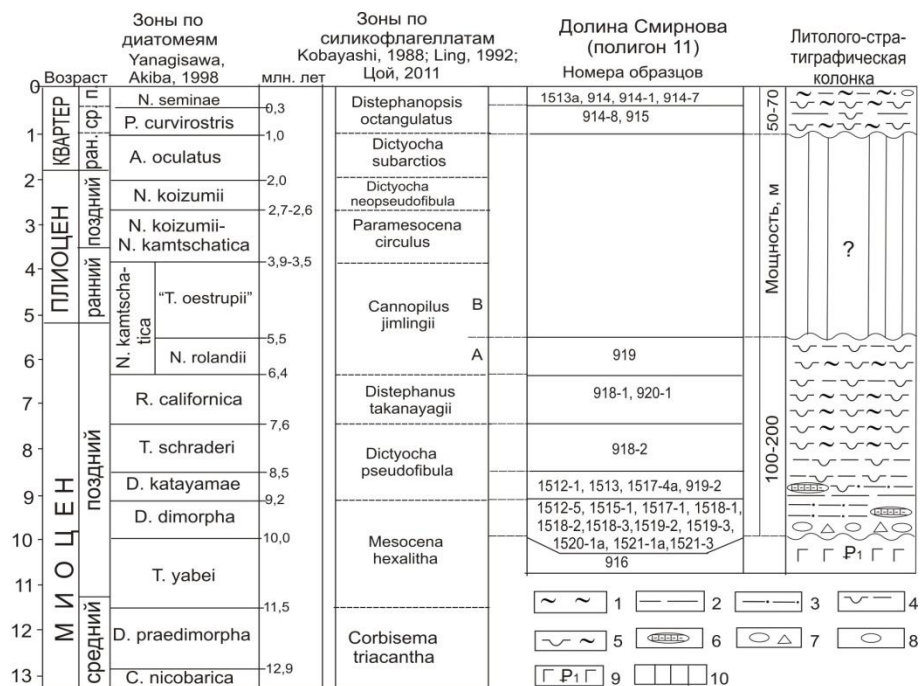 Зоны по
диатомеям
Yanagisawa,
Akiba, 1998
Возраст
млн. лет
Зоны по
силикофлагеллатам
Kobayashi, 1988; Ling, 1992;
Цой, 2011
Долина Смирнова
(полигон 11)
Номера образцов
Литолого-стра-
тиграфическая
колонка
0
1
2
3
4
5
6
7
8
9
10
11
12
13
КВАРТЕР
ПЛИОЦЕН
МИОЦЕН
ср. п.
ран.
поздний
ранний
поздний
средний
N. seminae
P. curvirostris
A. oculatus
N. koizumii
N. koizumii-
N. kamtschatica
N. kamtscha-
tica
“T. oestrupii”
N. rolandii
R. californica
T. schraderi
D. katayamae
D. dimorpha
T. yabei
D. praedimorpha
C. nicobarica
0,3
1,0
2,0
2,7-2,6
3,9-3,5
5,5
6,4
7,6
8,5
9,2
10,0
11,5
12,9
Distephanopsis
octangulatus
Dictyocha
subarctios
Dictyocha
neopseudofibula
Paramesocena
circulus
Cannopilus
jimlingii
B
A
Distephanus
takanayagii
Dictyocha
pseudofibula
Mesocena
hexalitha
Corbisema
triacantha
1513a, 914, 914-1, 914-7
914-8, 915
919
918-1, 920-1
918-2
1512-1, 1513, 1517-4a, 919-2
1512-5, 1515-1, 1517-1, 1518-1,
1518-2, 1518-3, 1519-2, 1519-3,
1520-1a, 1521-1a, 1521-3
916
50-70
Мощность, м
100-200
?
₽1
1
2
3
4
5
6
7
8
₽1
9
10